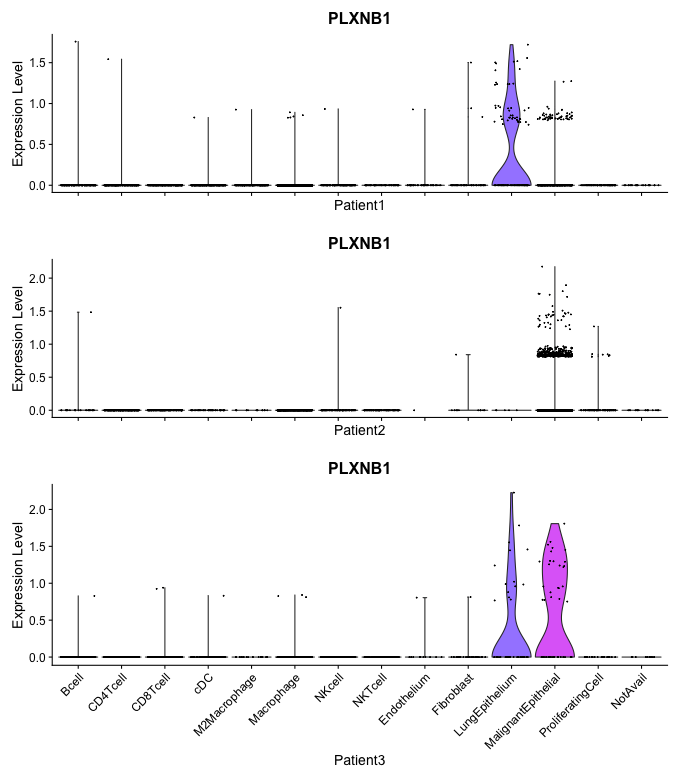 PLXNB1
Expression Level
1.5
1.0
0.5
0.0
Patient1
PLXNB1
Expression Level
2.0
1.5
1.0
0.5
0.0
Patient2
PLXNB1
Expression Level
2.0
1.5
1.0
0.5
0.0
Bcell
CD4Tcell
CD8Tcell
cDC
M2Macrophage
Macrophage
NKcell
NKTcell
Endothelium
Fibroblast
LungEpithelium
MalignantEpithelial
ProliferatingCell
NotAvail
Patient3